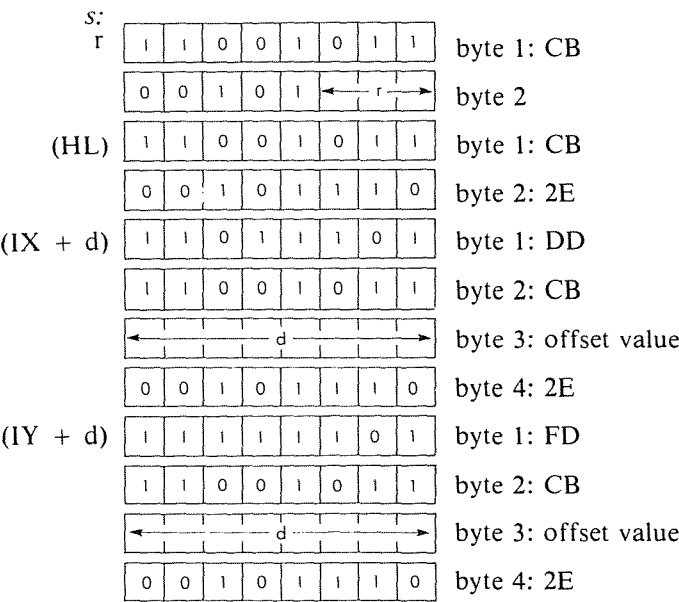 s:
r 1 1 0 0 1 0 1 1 byte 1: CB
0 0 1 0 1 r byte 2
(HL) 1 1 0 0 1 0 1 1 byte 1: CB
0 0 1 0 1 1 1 0 byte 2: 2E
(IX + d) 1 1 0 1 1 1 0 1 byte 1: DD
1 1 0 0 1 0 1 1 byte 2: CB
d byte 3: offset value
0 0 1 0 1 1 1 0 byte 4: 2E
(IY + d) 1 1 1 1 1 1 0 1 byte 1: FD
1 1 0 0 1 0 1 1 byte 2: CB
d byte 3: offset value
0 0 1 0 1 1 1 0 byte 4: 2E